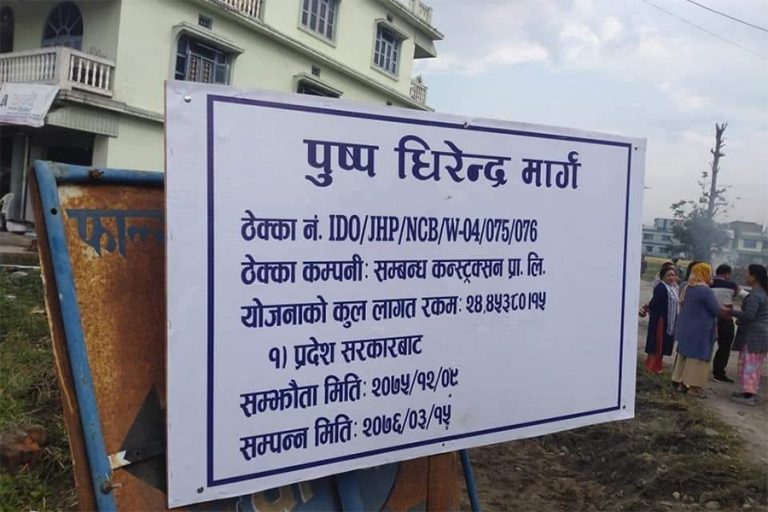 पुष्प धिरेन्द्र मार्ग
ठेक्का नं. IDO/JHP/NCB/W-04/075/076
ठेक्का कम्पनीः सम्बन्ध कन्स्ट्रक्सन प्रा. लि.
योजनाको कुल लागत रकमः २४,४५३८०।१५
१) प्रदेश सरकारबाट
सम्झौता मितिः २०७५/१२/०९
सम्पन्न मितिः २०७६/०३/१५